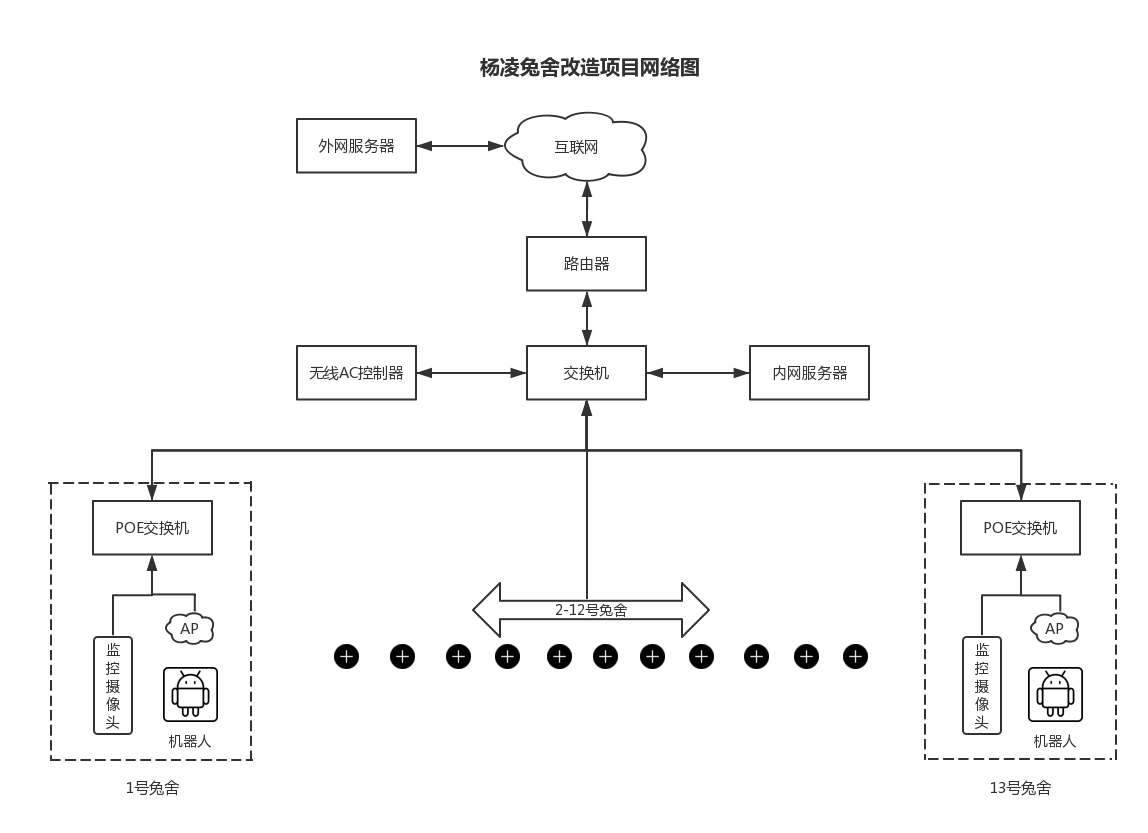 杨凌兔舍改造项目网络图
外网服务器
互联网
路由器
无线AC控制器
交换机
内网服务器
POE交换机
AP
监控摄像头
机器人
1号兔舍
2-12号兔舍
POE交换机
AP
监控摄像头
机器人
13号兔舍